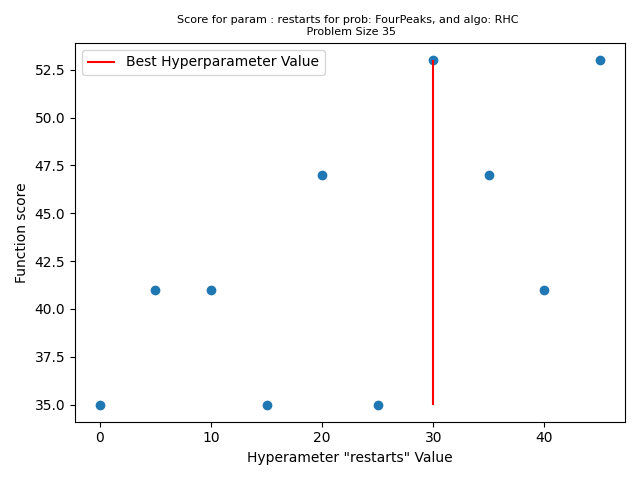 Score for param : restarts for prob: FourPeaks, and algo: RHC
Problem Size 35
Best Hyperparameter Value
Function score
52.5
50.0
47.5
45.0
42.5
40.0
37.5
35.0
0 10 20 30 40
Hyperameter "restarts" Value